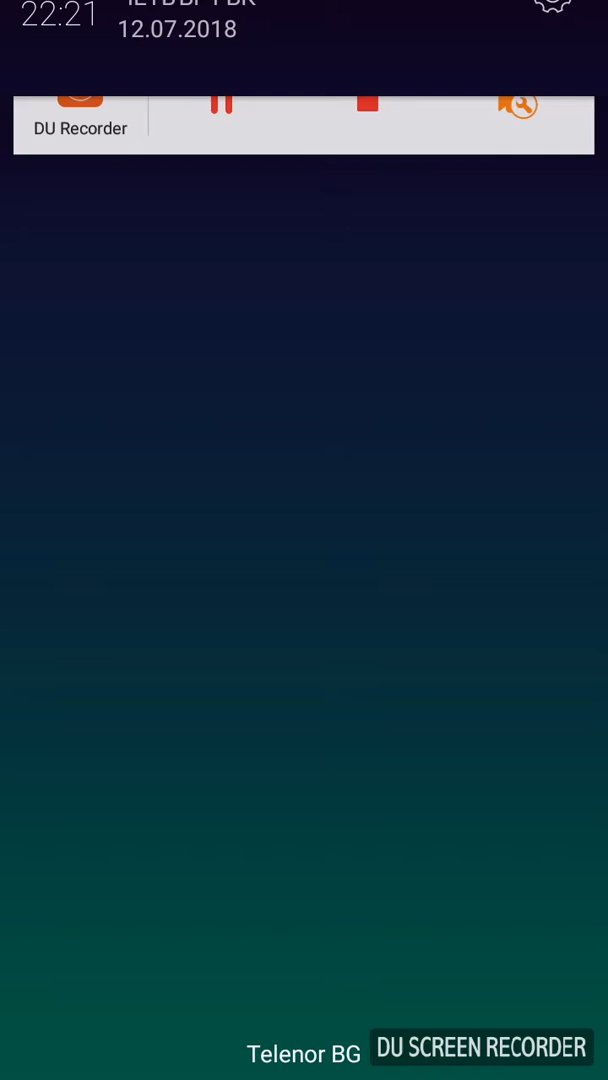 22:21
12.07.2018
DU Recorder
Telenor BG
DU SCREEN RECORDER